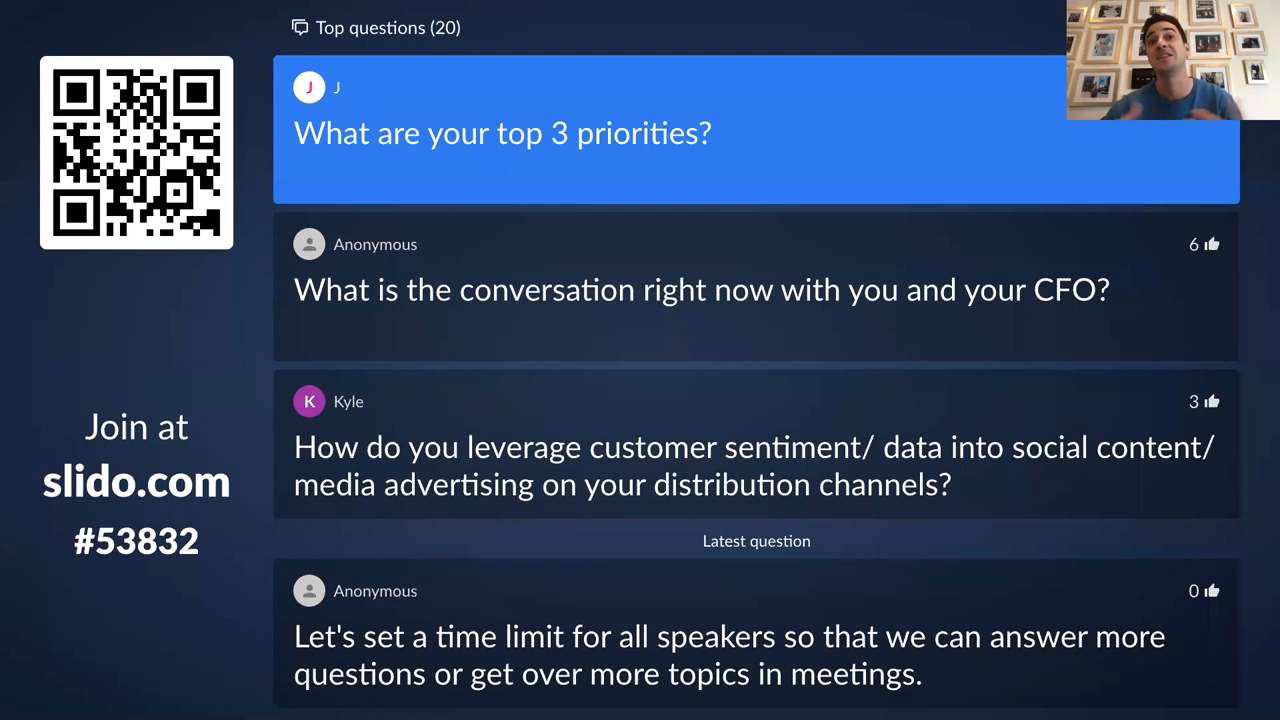 Top questions (20)
J J
What are your top 3 priorities?
Anonymous 6
What is the conversation right now with you and your CFO?
K Kyle 3
How do you leverage customer sentiment/ data into social content/
media advertising on your distribution channels?
Latest question
Anonymous 0
Let's set a time limit for all speakers so that we can answer more
questions or get over more topics in meetings.
Join at
slido.com
#53832